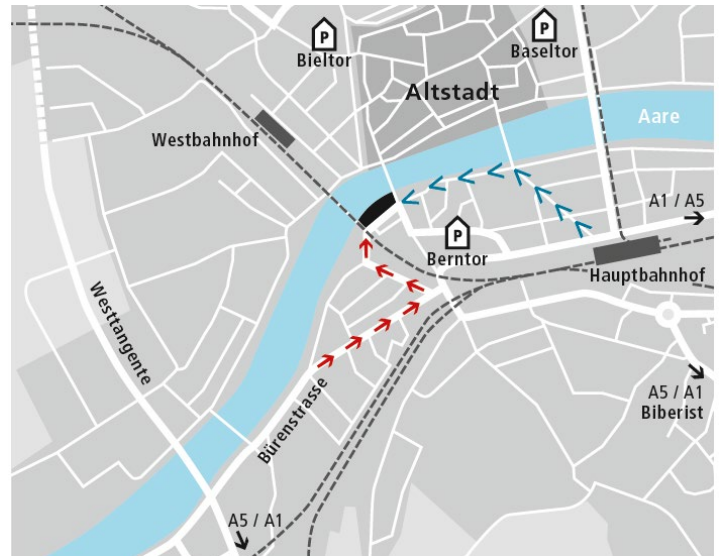 P
Bieltor
P
Baseltor
Altstadt
Aare
Westbahnhof
A1 / A5
P
Berntor
Hauptbahnhof
Westtangente
Bürenstrasse
A5 / A1
Biberist
A5 / A1